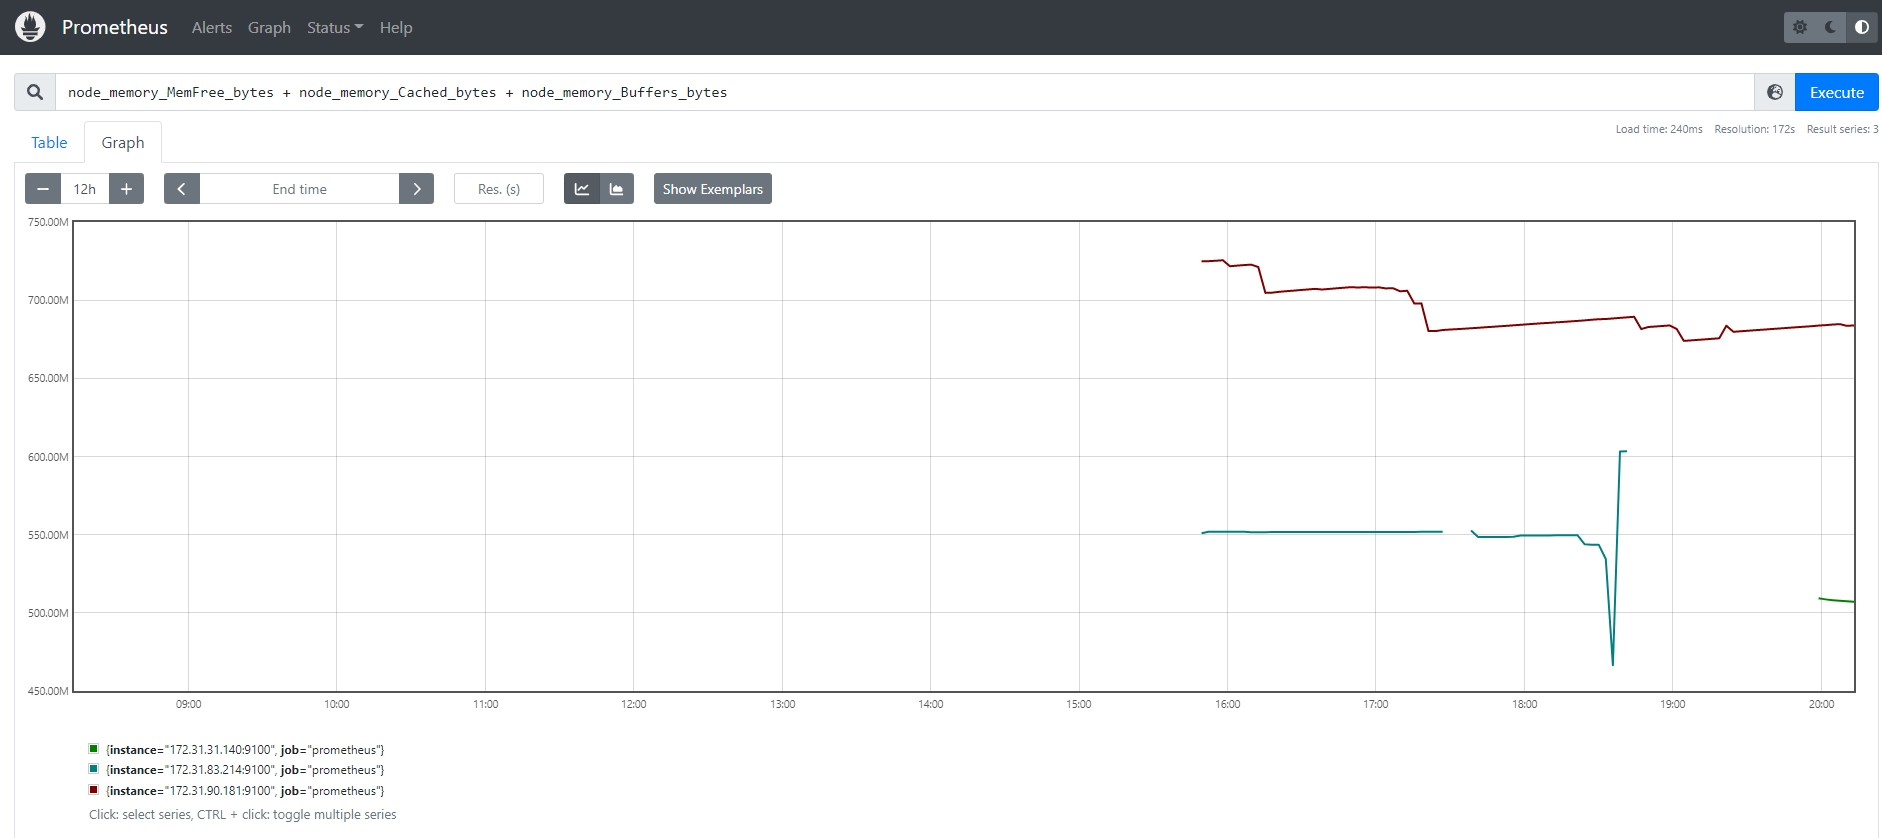 Prometheus Alerts Graph Status Help
node_memory_MemFree_bytes + node_memory_Cached_bytes + node_memory_Buffers_bytes Execute
Load time: 240ms Resolution: 172s Result series: 3
Table Graph
− 12h + End time Res. (s) Show Exemplars
750.00M
700.00M
650.00M
600.00M
550.00M
500.00M
450.00M
09:00 10:00 11:00 12:00 13:00 14:00 15:00 16:00 17:00 18:00 19:00 20:00
{instance="172.31.31.140:9100", job="prometheus"}
{instance="172.31.83.214:9100", job="prometheus"}
{instance="172.31.90.181:9100", job="prometheus"}
Click: select series, CTRL + click: toggle multiple series